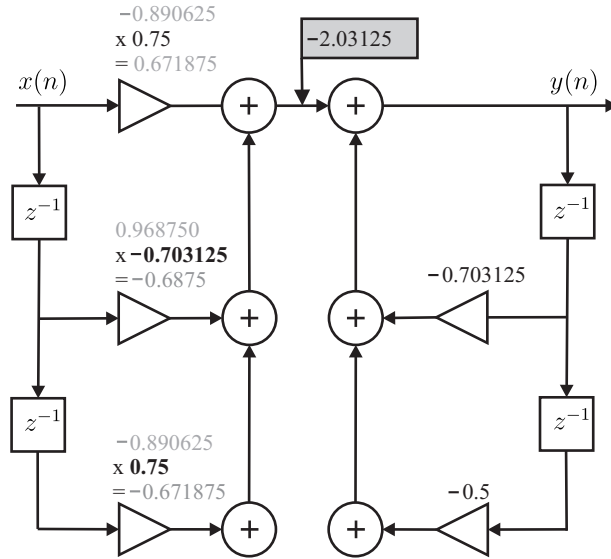 −0.890625
x 0.75
= 0.671875
−2.03125
x(n)
y(n)
+
+
z⁻¹
z⁻¹
0.968750
x −0.703125
= −0.6875
−0.703125
+
+
z⁻¹
z⁻¹
−0.890625
x 0.75
= −0.671875
−0.5
+
+